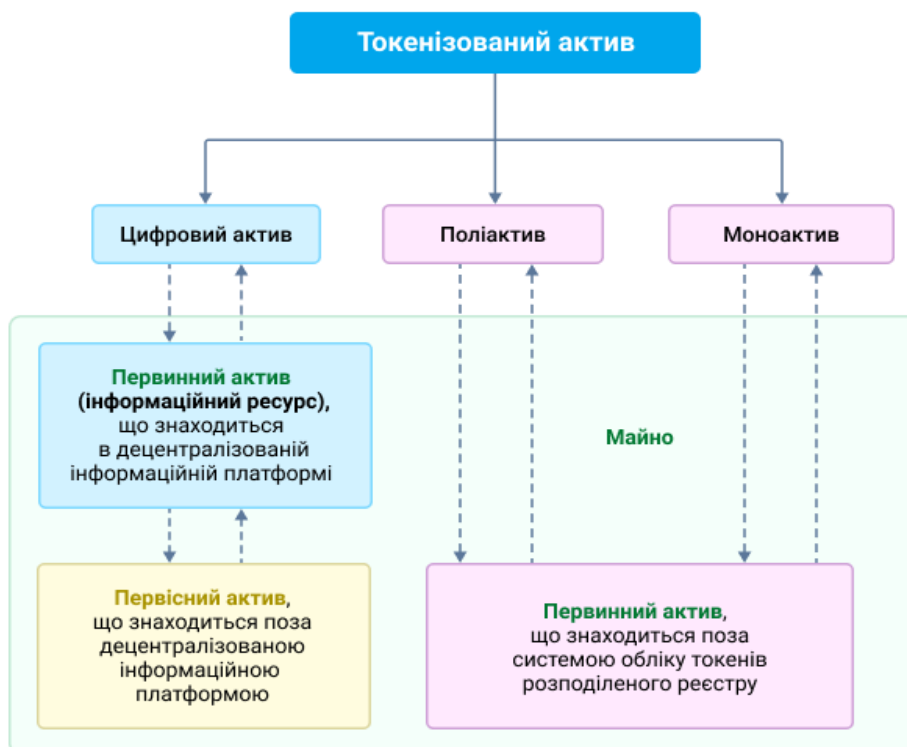 Токенізований актив
Цифровий актив
Поліактив
Моноактив
Первинний актив
(інформаційний ресурс),
що знаходиться
в децентралізованій
інформаційній платформі
Майно
Первісний актив,
що знаходиться поза
децентралізованою
інформаційною
платформою
Первинний актив,
що знаходиться поза
системою обліку токенів
розподіленого реєстру